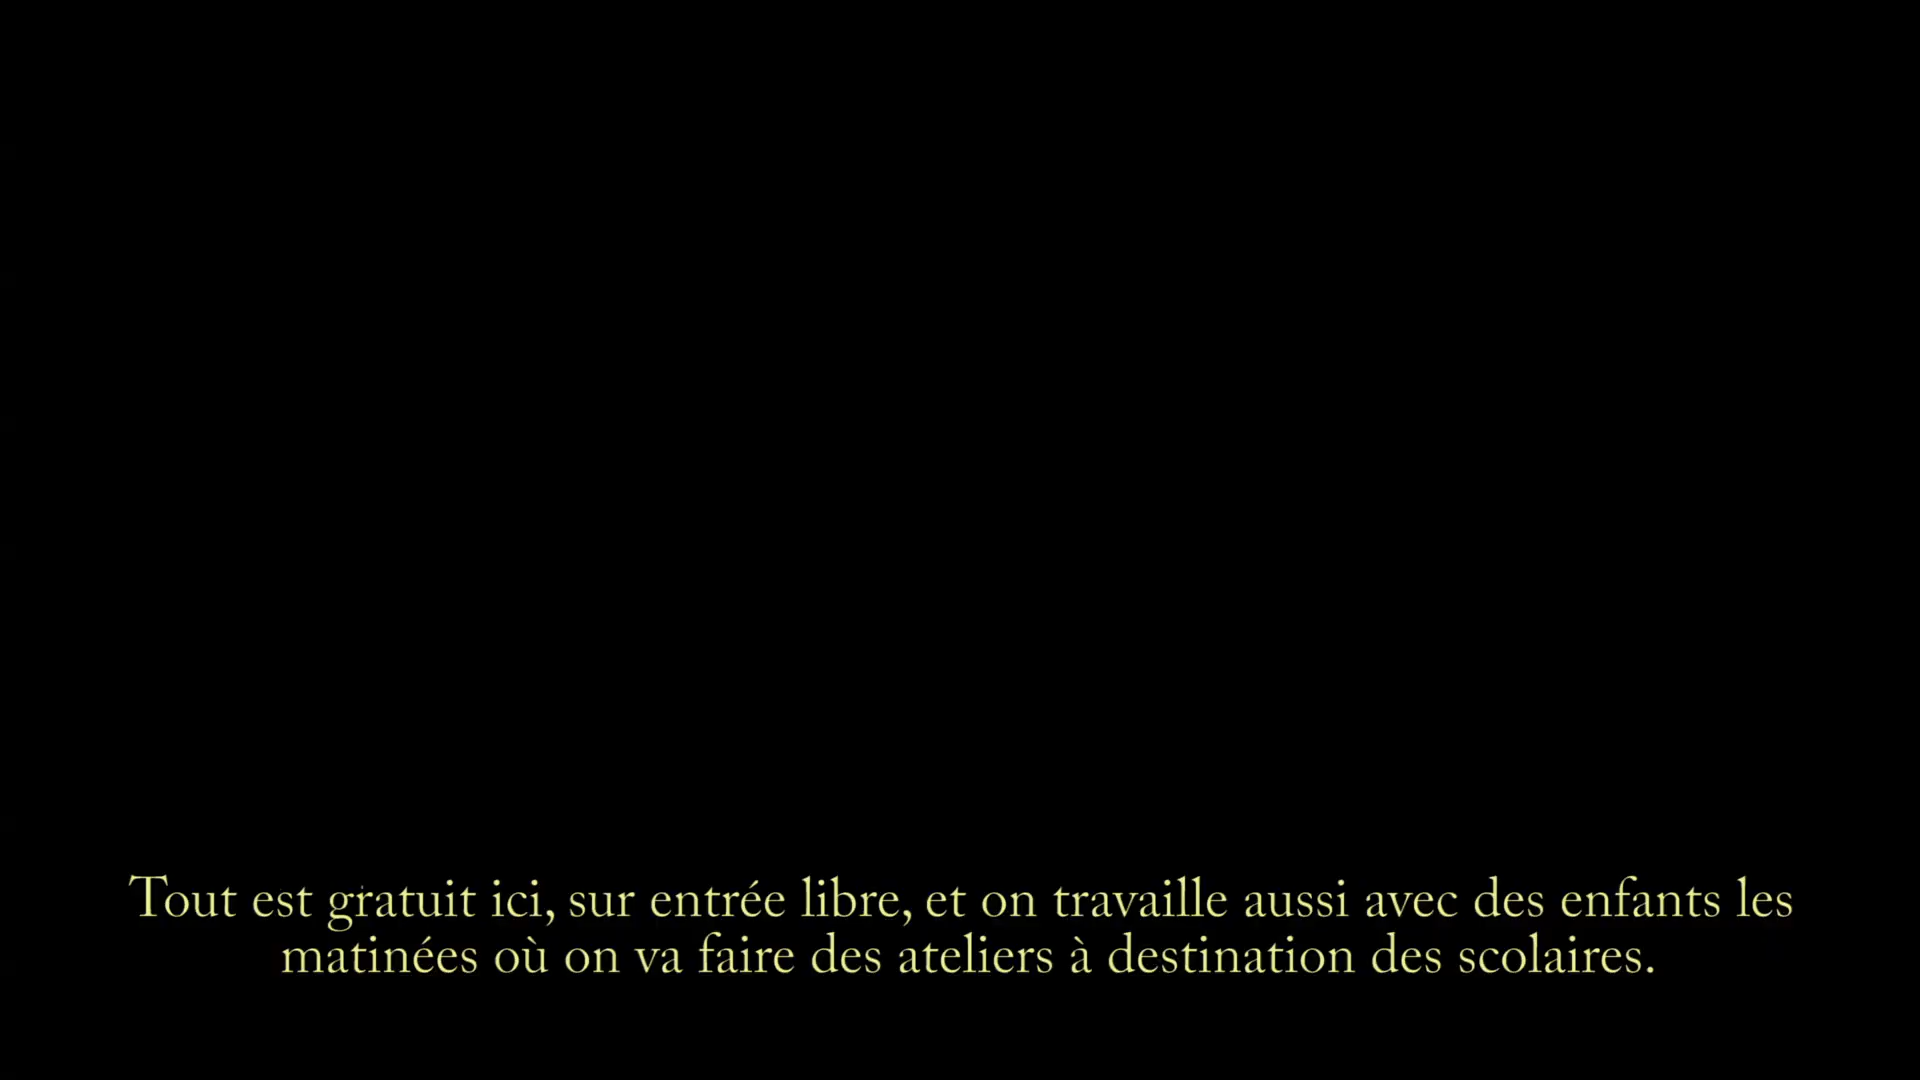 Tout est gratuit ici, sur entrée libre, et on travaille aussi avec des enfants les
matinées où on va faire des ateliers à destination des scolaires.